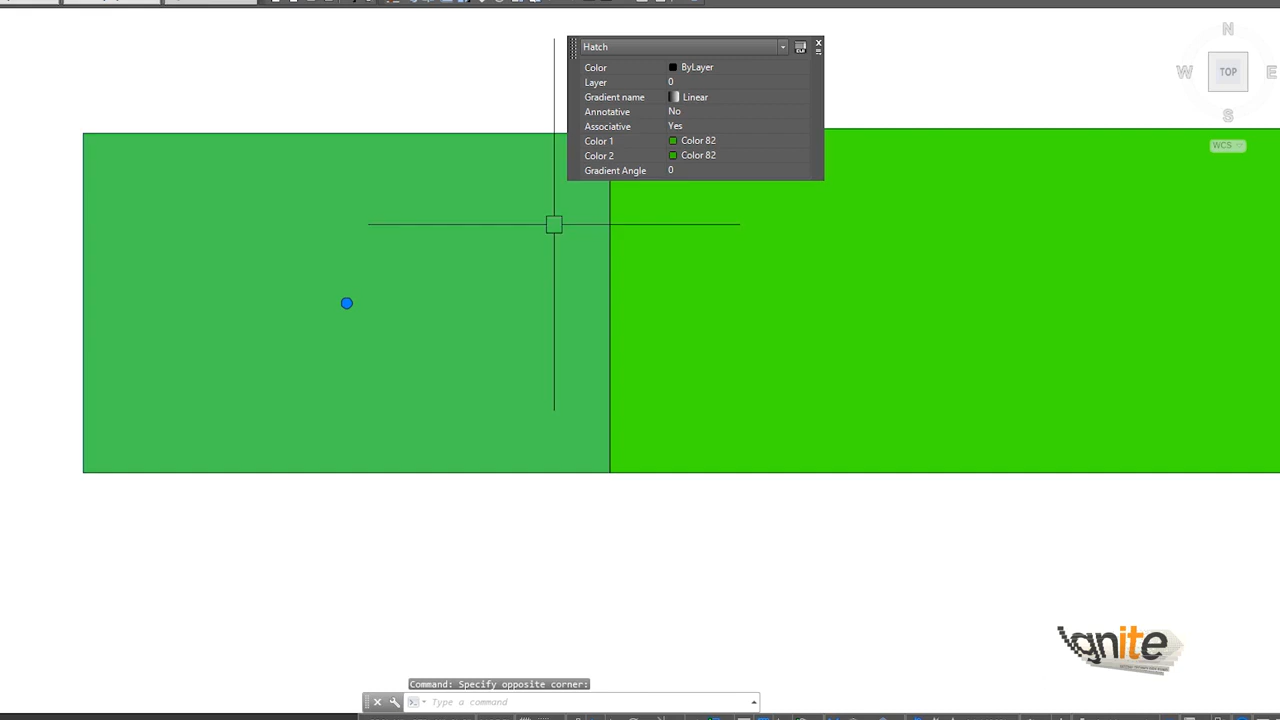 Hatch
Color ByLayer
Layer 0
Gradient name Linear
Annotative No
Associative Yes
Color 1 Color 82
Color 2 Color 82
Gradient Angle 0
N
W TOP E
S
WCS
Ignite
Command: Specify opposite corner:
Type a command